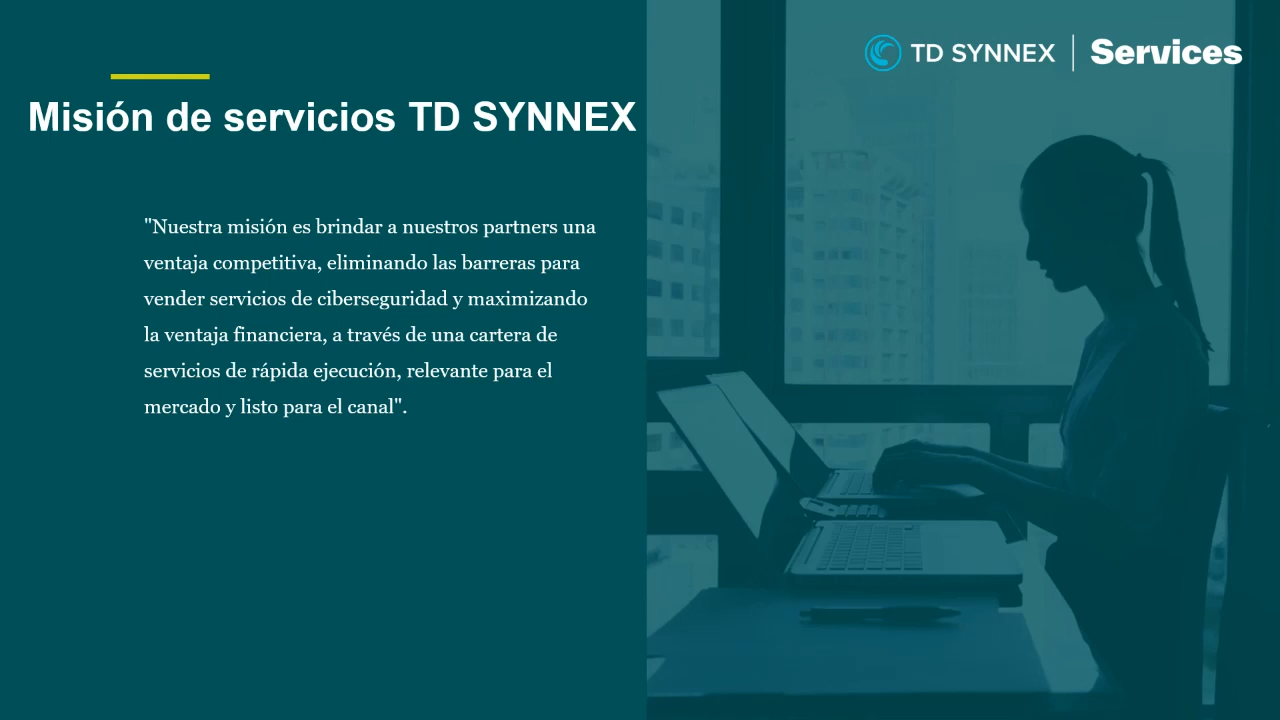 TD SYNNEX | Services
Misión de servicios TD SYNNEX
"Nuestra misión es brindar a nuestros partners una
ventaja competitiva, eliminando las barreras para
vender servicios de ciberseguridad y maximizando
la ventaja financiera, a través de una cartera de
servicios de rápida ejecución, relevante para el
mercado y listo para el canal".